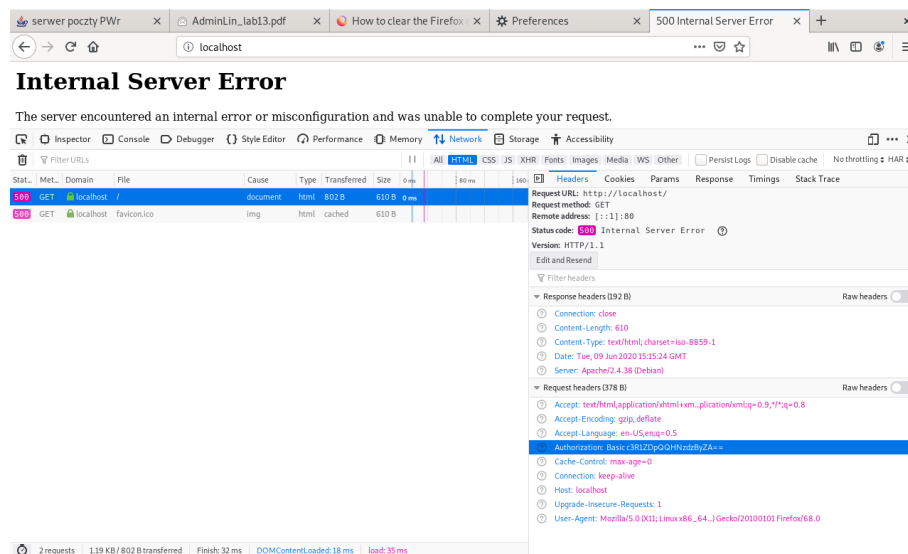 serwer poczty PWr
AdminLin_lab13.pdf
How to clear the Firefox
Preferences
500 Internal Server Error
localhost
Internal Server Error
The server encountered an internal error or misconfiguration and was unable to complete your request.
Inspector Console Debugger {} Style Editor Performance Memory Network Storage Accessibility
Filter URLs
All HTML CSS JS XHR Fonts Images Media WS Other Persist Logs Disable cache No throttling HAR
Stat... Met... Domain File Cause Type Transferred Size 0 ms 80 ms 160
500 GET localhost / document html 802 B 610 B 0 ms
500 GET localhost favicon.ico img html cached 610 B
Headers Cookies Params Response Timings Stack Trace
Request URL: http://localhost/
Request method: GET
Remote address: [::1]:80
Status code: 500 Internal Server Error
Version: HTTP/1.1
Edit and Resend
Filter headers
Response headers (192 B) Raw headers
Connection: close
Content-Length: 610
Content-Type: text/html; charset=iso-8859-1
Date: Tue, 09 Jun 2020 15:15:24 GMT
Server: Apache/2.4.38 (Debian)
Request headers (378 B) Raw headers
Accept: text/html,application/xhtml+xm...plication/xml;q=0.9,*/*;q=0.8
Accept-Encoding: gzip, deflate
Accept-Language: en-US,en;q=0.5
Authorization: Basic c3R1ZDpQQHNzdzByZA==
Cache-Control: max-age=0
Connection: keep-alive
Host: localhost
Upgrade-Insecure-Requests: 1
User-Agent: Mozilla/5.0 (X11; Linux x86_64...) Gecko/20100101 Firefox/68.0
2 requests 1.19 KB / 802 B transferred Finish: 32 ms DOMContentLoaded: 18 ms load: 35 ms